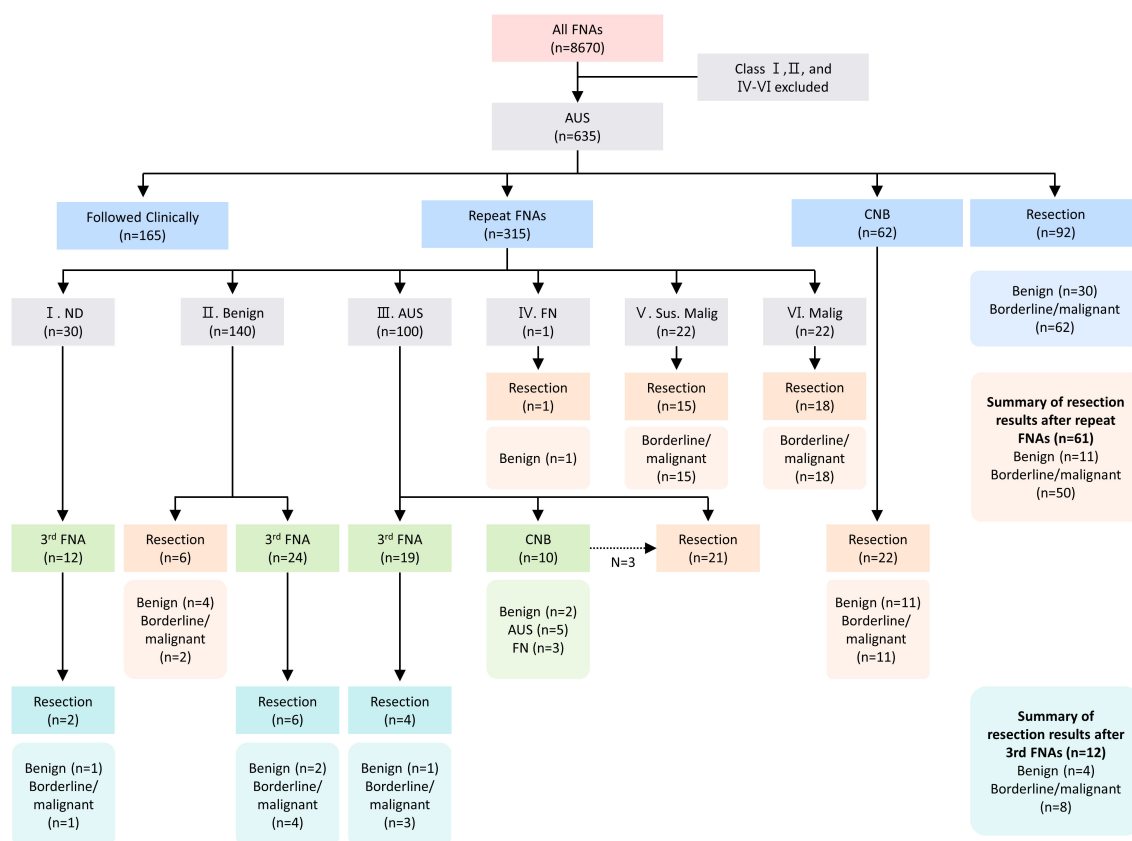 All FNAs
(n=8670)
Class Ⅰ,Ⅱ, and
Ⅳ-Ⅵ excluded
AUS
(n=635)
Followed Clinically
(n=165)
Repeat FNAs
(n=315)
CNB
(n=62)
Resection
(n=92)
Benign (n=30)
Borderline/malignant
(n=62)
Ⅰ. ND
(n=30)
Ⅱ. Benign
(n=140)
Ⅲ. AUS
(n=100)
Ⅳ. FN
(n=1)
Ⅴ. Sus. Malig
(n=22)
Ⅵ. Malig
(n=22)
Resection
(n=1)
Resection
(n=15)
Resection
(n=18)
Benign (n=1)
Borderline/
malignant
(n=15)
Borderline/
malignant
(n=18)
Summary of resection
results after repeat
FNAs (n=61)
Benign (n=11)
Borderline/malignant
(n=50)
3rd FNA
(n=12)
Resection
(n=6)
3rd FNA
(n=24)
3rd FNA
(n=19)
CNB
(n=10)
N=3
Resection
(n=21)
Resection
(n=22)
Benign (n=4)
Borderline/
malignant
(n=2)
Benign (n=2)
AUS (n=5)
FN (n=3)
Benign (n=11)
Borderline/
malignant
(n=11)
Resection
(n=2)
Resection
(n=6)
Resection
(n=4)
Benign (n=1)
Borderline/
malignant
(n=1)
Benign (n=2)
Borderline/
malignant
(n=4)
Benign (n=1)
Borderline/
malignant
(n=3)
Summary of
resection results after
3rd FNAs (n=12)
Benign (n=4)
Borderline/malignant
(n=8)